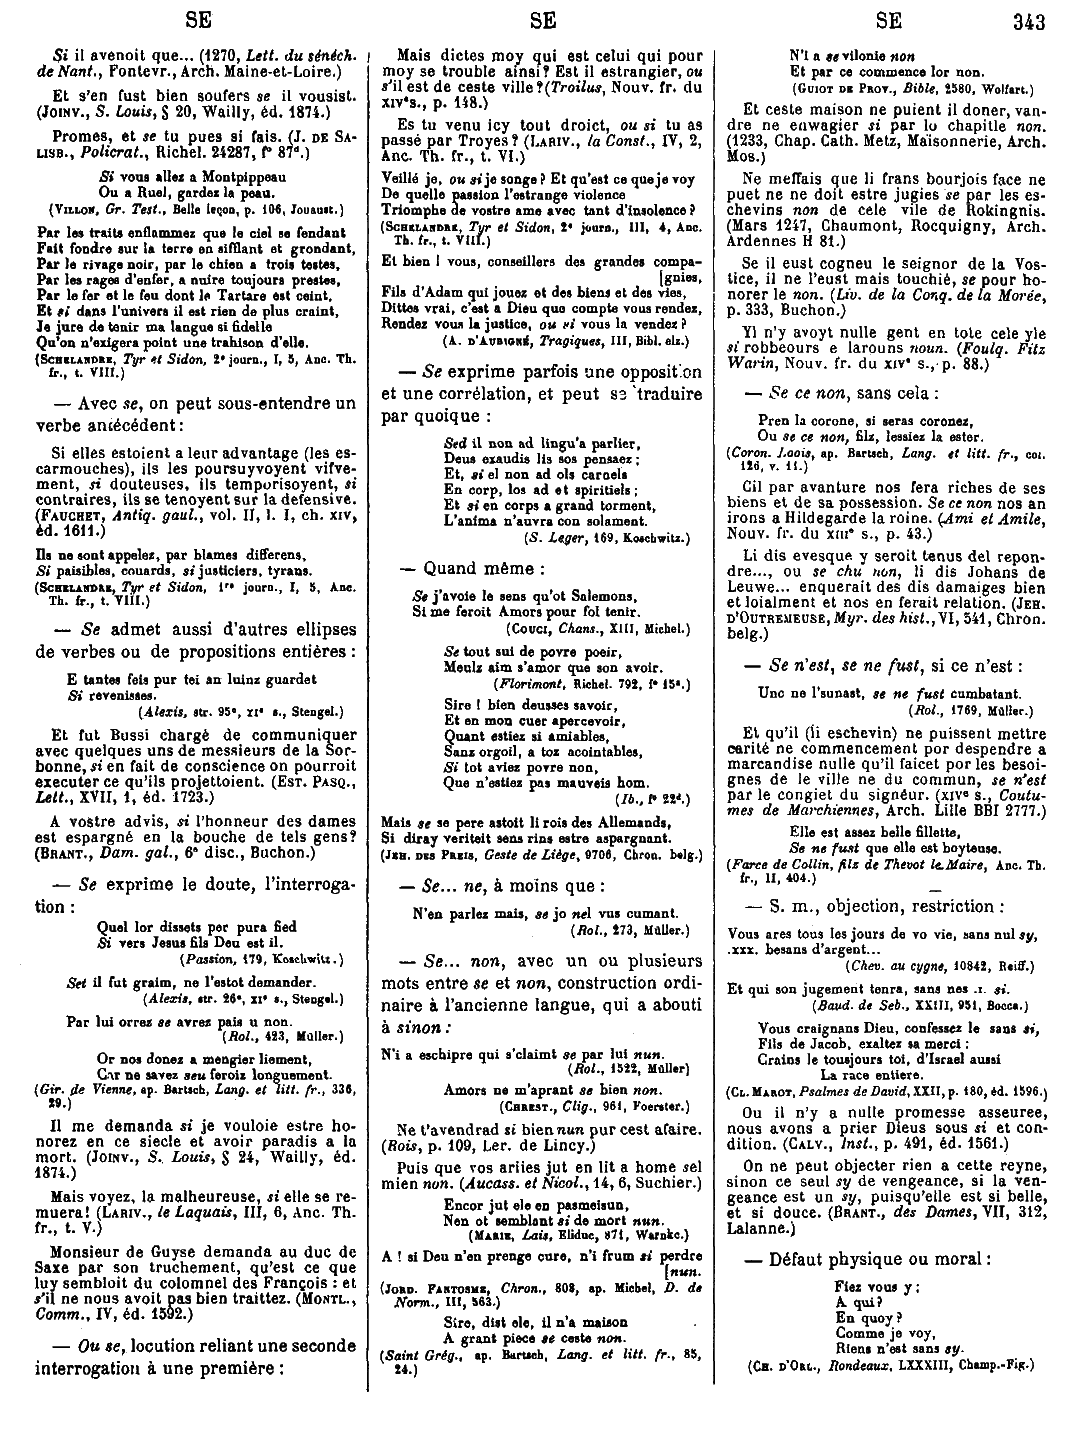 SE
SE
SE
343
Si il avenoit que... (1270, Lett. du sénéch.
de Nant., Fontevr., Arch. Maine-et-Loire.)
Et s'en fust bien soufers se il vousist.
(JOINV., S. Louis, § 20, Wailly, éd. 1874.)
Promes, et se tu pues si fais. (J. DE SA-
LISB., Policrat., Richel. 24287, f° 87d.)
Si vous allez a Montpippeau
Ou a Ruel, gardez la peau.
(VILLON, Gr. Test., Belle leçon, p. 106, Jouaust.)
Par les traits enflammez que le ciel se fendant
Fait fondre sur la terre en sifflant et grondant,
Par le rivage noir, par le chien a trois testes,
Par les rages d'enfer, a nuire toujours prestes,
Par le fer et le feu dont le Tartare est ceint,
Et si dans l'univers il est rien de plus craint,
Je jure de tenir ma langue si fidelle
Qu'on n'exigera point une trahison d'elle.
(SCHELANDRE, Tyr et Sidon, 2e journ., I, 5, Anc. Th.
fr., t. VIII.)
— Avec se, on peut sous-entendre un
verbe antécédent :
Si elles estoient a leur advantage (les es-
carmouches), ils les poursuyvoyent vifve-
ment, si douteuses, ils temporisoyent, si
contraires, ils se tenoyent sur la defensive.
(FAUCHET, Antiq. gaul., vol. II, l. I, ch. XIV,
éd. 1611.)
Ils ne sont appelez, par blames differens,
Si paisibles, couards, si justiciers, tyrans.
(SCHELANDRE, Tyr et Sidon, 1re journ., I, 5, Anc.
Th. fr., t. VIII.)
— Se admet aussi d'autres ellipses
de verbes ou de propositions entières :
E tantes feis pur tei an luinz guardet
Si revenisses.
(Alexis, str. 95e, XIe s., Stengel.)
Et fut Bussi chargé de communiquer
avec quelques uns de messieurs de la Sor-
bonne, si en fait de conscience on pourroit
executer ce qu'ils projettoient. (EST. PASQ.,
Lett., XVII, 1, éd. 1723.)
A vostre advis, si l'honneur des dames
est espargné en la bouche de tels gens?
(BRANT., Dam. gal., 6e disc., Buchon.)
— Se exprime le doute, l'interroga-
tion :
Quel lor dissets per pura fied
Si vers Jesus fils Deu est il.
(Passion, 179, Koschwitz.)
Set il fut graim, ne l'estot demander.
(Alexis, str. 26e, XIe s., Stengel.)
Par lui orrez se avrez pais u non.
(Rol., 423, Müller.)
Or nos donez a mengier liement,
Car ne savez seu feroiz longuement.
(Gir. de Vienne, ap. Bartsch, Lang. et litt. fr., 336,
29.)
Il me demanda si je vouloie estre ho-
norez en ce siecle et avoir paradis a la
mort. (JOINV., S. Louis, § 24, Wailly, éd.
1874.)
Mais voyez, la malheureuse, si elle se re-
muera! (LARIV., le Laquais, III, 6, Anc. Th.
fr., t. V.)
Monsieur de Guyse demanda au duc de
Saxe par son truchement, qu'est ce que
luy sembloit du colomnel des François : et
s'il ne nous avoit pas bien traittez. (MONTL.,
Comm., IV, éd. 1592.)
— Ou se, locution reliant une seconde
interrogation à une première :
Mais dictes moy qui est celui qui pour
moy se trouble ainsi? Est il estrangier, ou
s'il est de ceste ville? (Troilus, Nouv. fr. du
XIVe s., p. 148.)
Es tu venu icy tout droict, ou si tu as
passé par Troyes? (LARIV., la Const., IV, 2,
Anc. Th. fr., t. VI.)
Veillé je, ou si je songe? Et qu'est ce que je voy
De quelle passion l'estrange violence
Triomphe de vostre ame avec tant d'insolence?
(SCHELANDRE, Tyr et Sidon, 2e journ., III, 4, Anc.
Th. fr., t. VIII.)
Et bien ! vous, conseillers des grandes compa-
[gnies,
Fils d'Adam qui jouez et des biens et des vies,
Dittes vrai, c'est a Dieu que compte vous rendez,
Rendez vous la justice, ou si vous la vendez?
(A. D'AUBIGNÉ, Tragiques, III, Bibl. elz.)
— Se exprime parfois une opposition
et une corrélation, et peut se traduire
par quoique :
Sed il non ad lingu'a parlier,
Deus exaudis lis sos pensaez ;
Et, si el non ad ols carnels
En corp, los ad et spiritiels ;
Et si en corps a grand torment,
L'anima n'auvra con solament.
(S. Leger, 169, Koschwitz.)
— Quand même :
Se j'avoie le sens qu'ot Salemons,
Si me feroit Amors pour fol tenir.
(COUCI, Chans., XIII, Michel.)
Se tout sui de povre poeir,
Meulz aim s'amor que son avoir.
(Florimont, Richel. 792, f° 15a.)
Sire ! bien deusses savoir,
Et en mon cuer apercevoir,
Quant estiez si amiables,
Sanz orgoil, a toz acointables,
Si tot aviez povre non,
Que n'estiez pas mauveis hom.
(Ib., f° 22d.)
Mais se se pere astoit li rois des Allemands,
Si diray veriteit sens rins estre aspargnant.
(JEH. DES PREIS, Geste de Liège, 9706, Chron. belg.)
— Se... ne, à moins que :
N'en parlez mais, se jo nel vus cumant.
(Rol., 273, Müller.)
— Se... non, avec un ou plusieurs
mots entre se et non, construction ordi-
naire à l'ancienne langue, qui a abouti
à sinon :
N'i a eschipre qui s'claimt se par lui nun.
(Rol., 1522, Müller)
Amors ne m'aprant se bien non.
(CHREST., Clig., 961, Foerster.)
Ne t'avendrad si bien nun pur cest afaire.
(Rois, p. 109, Ler. de Lincy.)
Puis que vos ariies jut en lit a home sel
mien non. (Aucass. et Nicol., 14, 6, Suchier.)
Encor jut ele en pasmeisun,
Nen ot semblant si de mort nun.
(MARIE, Lais, Eliduc, 871, Warnke.)
A ! si Deu n'en prenge cure, n'i frum si perdre
[nun.
(JORD. FANTOSME, Chron., 808, ap. Michel, D. de
Norm., III, 563.)
Sire, dist ele, il n'a maison
A grant piece se ceste non.
(Saint Grég., ap. Bartsch, Lang. et litt. fr., 85,
24.)
N'i a se vilonie non
Et par ce commence lor non.
(GUIOT DE PROV., Bible, 2580, Wolfart.)
Et ceste maison ne puient il doner, van-
dre ne enwagier si par lo chapitle non.
(1233, Chap. Cath. Metz, Maisonnerie, Arch.
Mos.)
Ne meffais que li frans bourjois face ne
puet ne ne doit estre jugies se par les es-
chevins non de cele vile de Rokingnis.
(Mars 1247, Chaumont, Rocquigny, Arch.
Ardennes H 81.)
Se il eust cogneu le seignor de la Vos-
tice, il ne l'eust mais touchié, se pour ho-
norer le non. (Liv. de la Conq. de la Morée,
p. 333, Buchon.)
Yl n'y avoyt nulle gent en tote cele yle
si robbeours e larouns noun. (Foulq. Fitz
Warin, Nouv. fr. du XIVe s., p. 88.)
— Se ce non, sans cela :
Pren la corone, si seras coronez,
Ou se ce non, filz, lessiez la ester.
(Coron. Loois, ap. Bartsch, Lang. et litt. fr., col.
126, v. 11.)
Cil par avanture nos fera riches de ses
biens et de sa possession. Se ce non nos an
irons a Hildegarde la roine. (Ami et Amile,
Nouv. fr. du XIIIe s., p. 43.)
Li dis evesque y seroit tenus del repon-
dre..., ou se chu non, li dis Johans de
Leuwe... enquerait des dis damaiges bien
et loialment et nos en ferait relation. (JEH.
D'OUTREMEUSE, Myr. des hist., VI, 541, Chron.
belg.)
— Se n'est, se ne fust, si ce n'est :
Unc ne l'sunast, se ne fust cumbatant.
(Rol., 1769, Müller.)
Et qu'il (li eschevin) ne puissent mettre
carité ne commencement por despendre a
marcandise nulle qu'il faicet por les besoi-
gnes de le ville ne du commun, se n'est
par le congiet du signéur. (XIVe s., Coutu-
mes de Marchiennes, Arch. Lille BBI 2777.)
Elle est assez belle fillette,
Se ne fust que elle est boyteuse.
(Farce de Collin, filz de Thevot le Maire, Anc. Th.
fr., II, 404.)
— S. m., objection, restriction :
Vous ares tous les jours de vo vie, sans nul sy,
.XXX. besans d'argent...
(Chev. au cygne, 10842, Reiff.)
Et qui son jugement tenra, sans nes .I. si.
(Baud. de Seb., XXIII, 951, Bocca.)
Vous craignans Dieu, confessez le sans si,
Fils de Jacob, exaltez sa merci :
Crains le tousjours toi, d'Israel aussi
La race entiere.
(CL. MAROT, Psalmes de David, XXII, p. 180, éd. 1596.)
Ou il n'y a nulle promesse asseuree,
nous avons a prier Dieus sous si et con-
dition. (CALV., Inst., p. 491, éd. 1561.)
On ne peut objecter rien a cette reyne,
sinon ce seul sy de vengeance, si la ven-
geance est un sy, puisqu'elle est si belle,
et si douce. (BRANT., des Dames, VII, 312,
Lalanne.)
— Défaut physique ou moral :
Fiez vous y ;
A qui?
En quoy?
Comme je voy,
Riens n'est sans sy.
(CH. D'ORL., Rondeaux, LXXXIII, Champ.-Fig.)